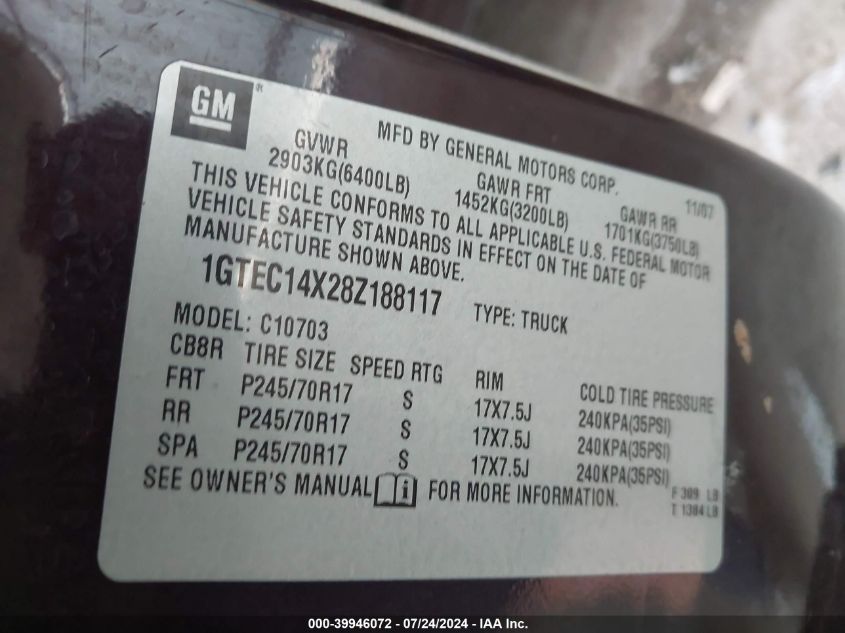 GM®
MFD BY GENERAL MOTORS CORP. 11/07
GVWR GAWR FRT GAWR RR
2903KG(6400LB) 1452KG(3200LB) 1701KG(3750LB)
THIS VEHICLE CONFORMS TO ALL APPLICABLE U.S. FEDERAL MOTOR
VEHICLE SAFETY STANDARDS IN EFFECT ON THE DATE OF
MANUFACTURE SHOWN ABOVE.
1GTEC14X28Z188117 TYPE: TRUCK
MODEL: C10703
CB8R TIRE SIZE SPEED RTG RIM COLD TIRE PRESSURE
FRT P245/70R17 S 17X7.5J 240KPA(35PSI)
RR P245/70R17 S 17X7.5J 240KPA(35PSI)
SPA P245/70R17 S 17X7.5J 240KPA(35PSI)
SEE OWNER'S MANUAL i FOR MORE INFORMATION.
F 309 LB
T 1384 LB
000-39946072 - 07/24/2024 - IAA Inc.